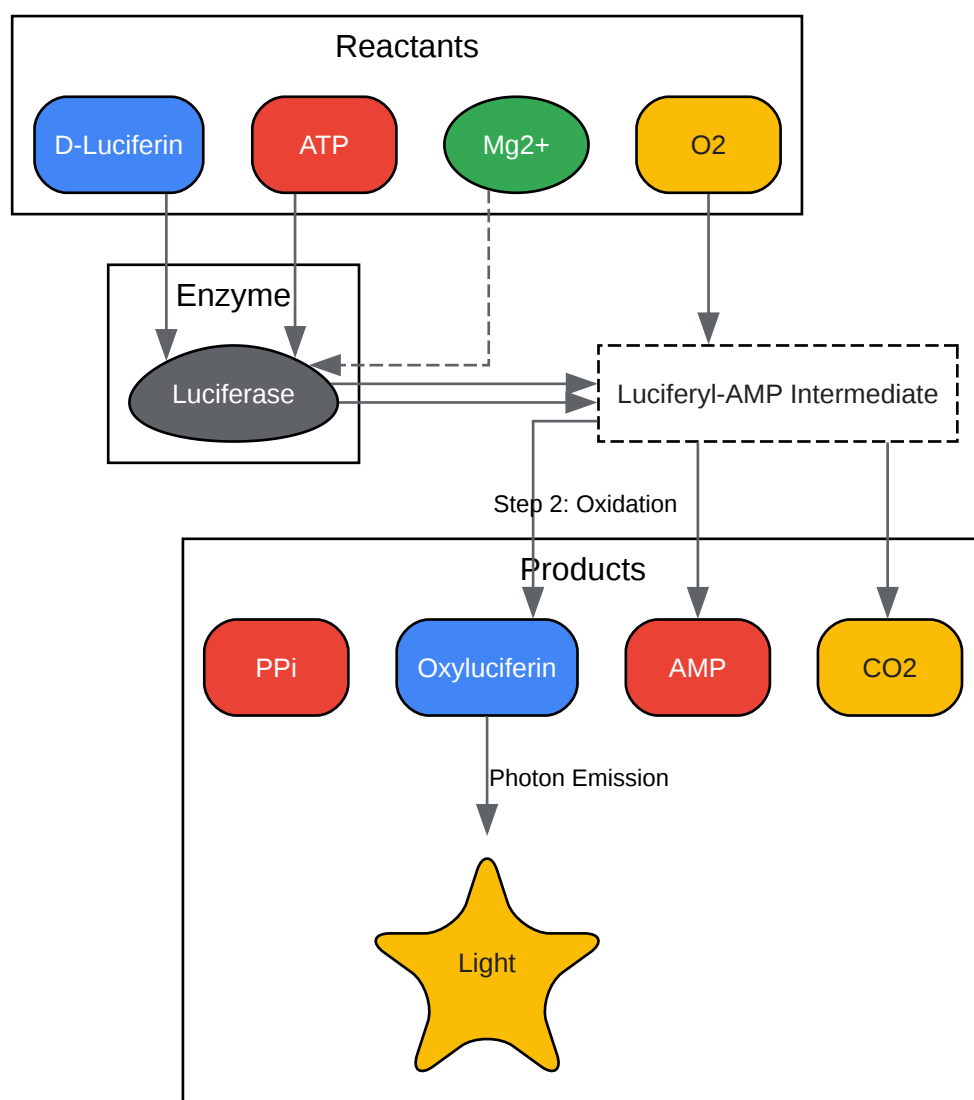 Reactants
D-Luciferin
ATP
Mg2+
O2
Enzyme
Luciferase
Luciferyl-AMP Intermediate
Step 2: Oxidation
Products
PPi
Oxyluciferin
AMP
CO2
Photon Emission
Light